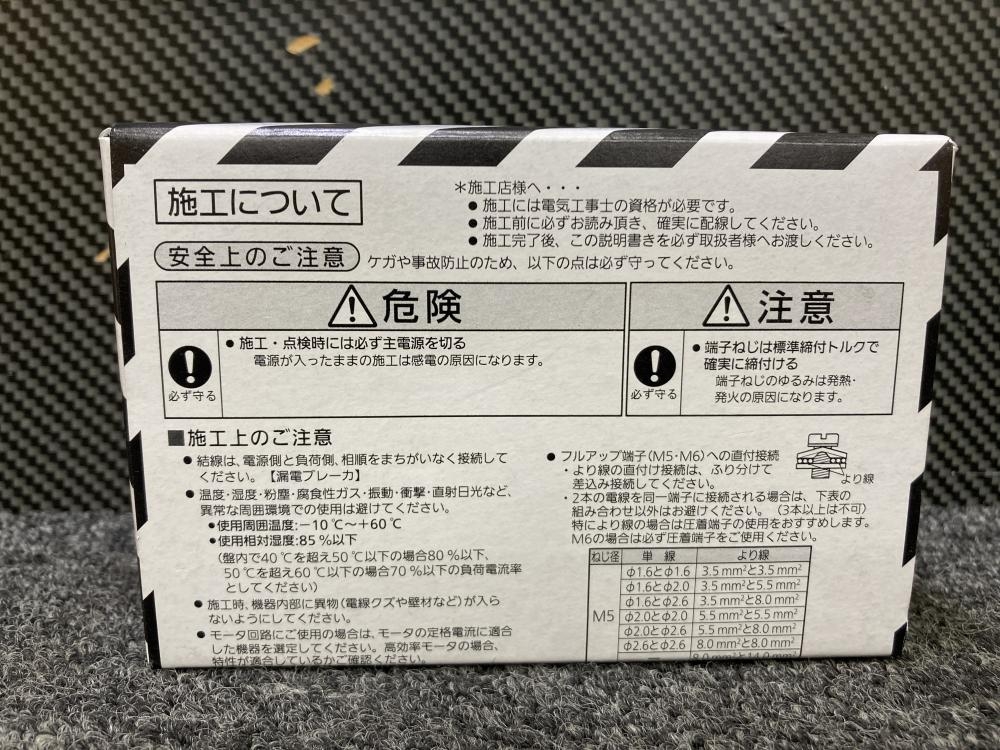 施工について
＊施工店様へ・・・
● 施工には電気工事士の資格が必要です。
● 施工前に必ずお読み頂き、確実に配線してください。
● 施工完了後、この説明書きを必ず取扱者様へお渡しください。
安全上のご注意 ケガや事故防止のため、以下の点は必ず守ってください。
危険
必ず守る
● 施工・点検時には必ず主電源を切る
電源が入ったままの施工は感電の原因になります。
注意
必ず守る
● 端子ねじは標準締付トルクで
確実に締付ける
端子ねじのゆるみは発熱・
発火の原因になります。
■施工上のご注意
● 結線は、電源側と負荷側、相順をまちがいなく接続して
ください。【漏電ブレーカ】
● 温度・湿度・粉塵・腐食性ガス・振動・衝撃・直射日光など、
異常な周囲環境での使用は避けてください。
●使用周囲温度:−10℃〜+60℃
●使用相対湿度:85%以下
(盤内で40℃を超え50℃以下の場合80%以下、
50℃を超え60℃以下の場合70%以下の負荷電流率
としてください)
● 施工時、機器内部に異物(電線クズや壁材など)が入ら
ないようにしてください。
● モータ回路にご使用の場合は、モータの定格電流に適合
した機器を選定してください。高効率モータの場合、
特性が適合しているかご確認ください。
● フルアップ端子(M5・M6)への直付接続
・より線の直付け接続は、ふり分けて
差込み接続してください。
より線
・2本の電線を同一端子に接続される場合は、下表の
組み合わせ以外はお避けください。(3本以上は不可)
特により線の場合は圧着端子の使用をおすすめします。
M6の場合は必ず圧着端子をご使用ください。
ねじ径 単線 より線
M5
φ1.6とφ1.6 3.5mm²と3.5mm²
φ1.6とφ2.0 3.5mm²と5.5mm²
φ1.6とφ2.6 3.5mm²と8.0mm²
φ2.0とφ2.0 5.5mm²と5.5mm²
φ2.0とφ2.6 5.5mm²と8.0mm²
φ2.6とφ2.6 8.0mm²と8.0mm²
8.0mm²と14.0mm²